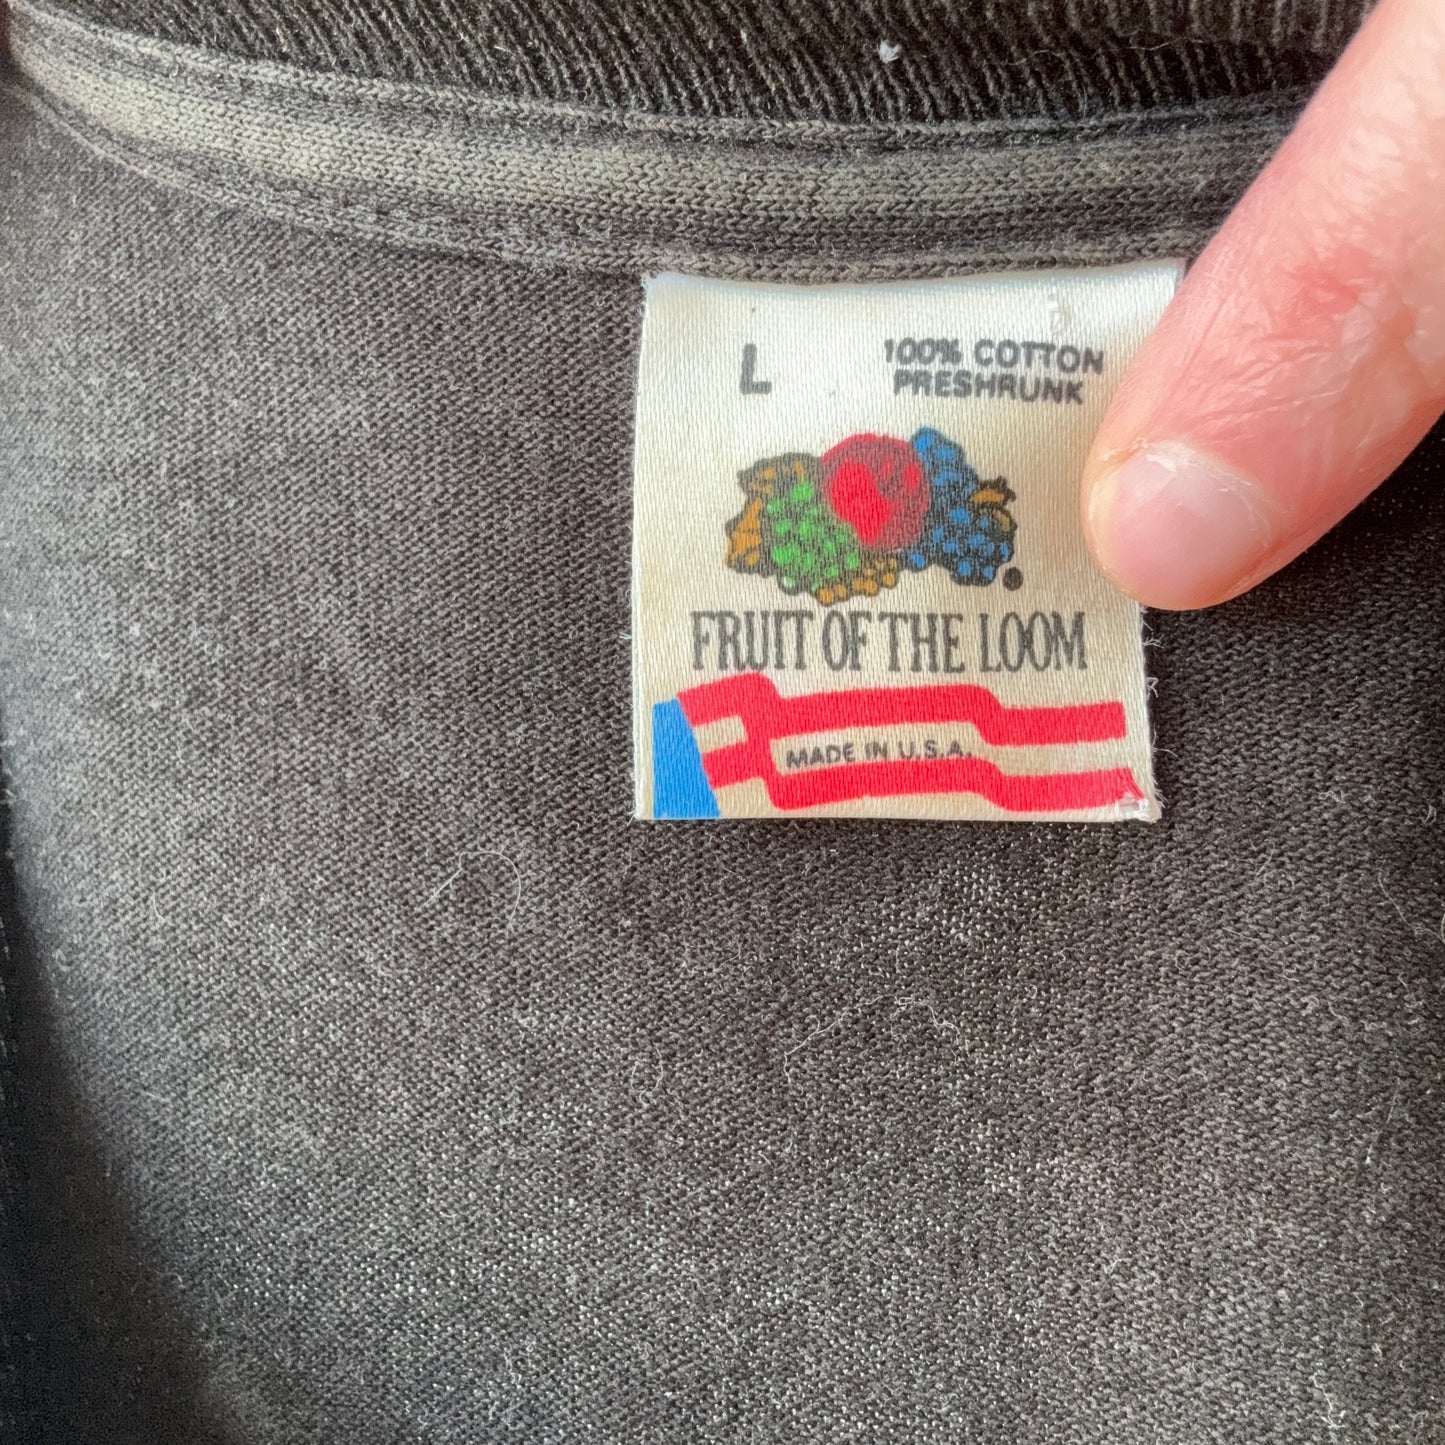 L
100% COTTON
PRESHRUNK
FRUIT OF THE LOOM
MADE IN U.S.A.